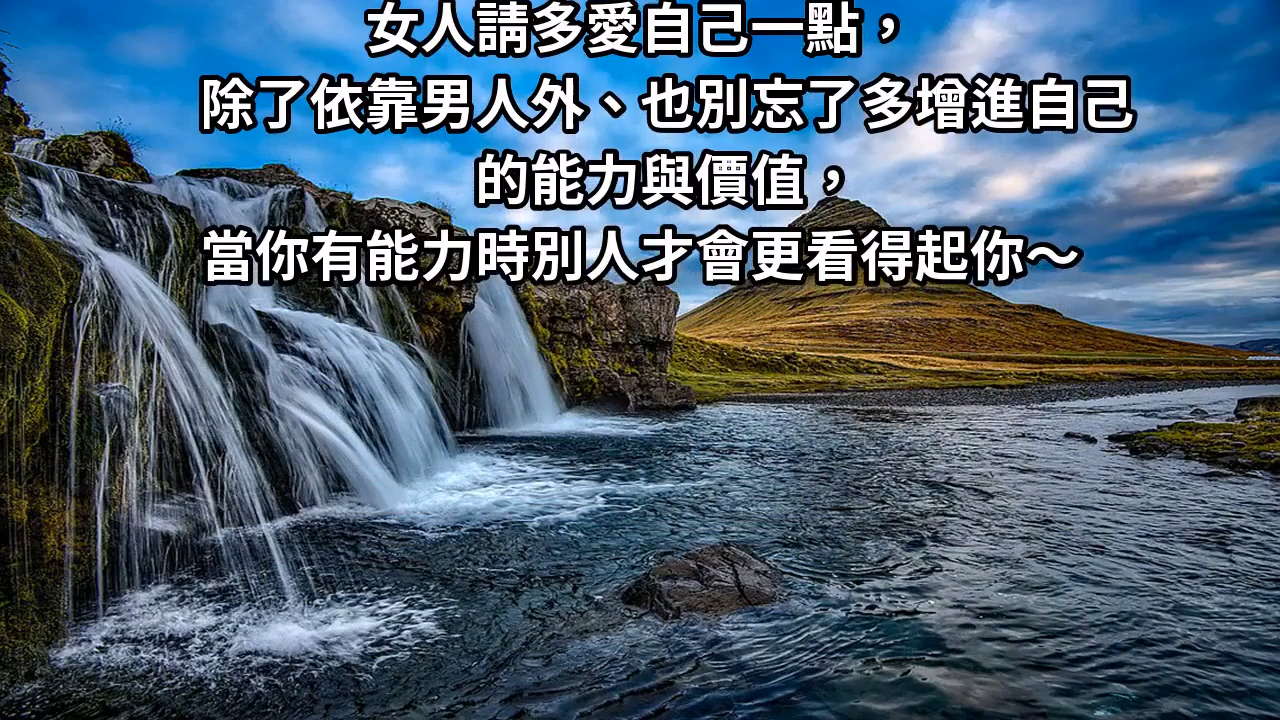 女人請多愛自己一點，
除了依靠男人外、也別忘了多增進自己
的能力與價值，
當你有能力時別人才會更看得起你～